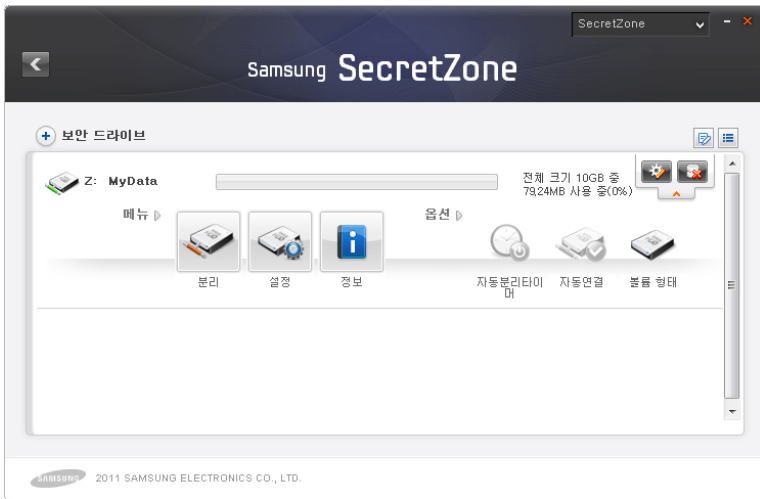 SecretZone
Samsung SecretZone
보안 드라이브
Z: MyData
전체 크기 10GB 중
79,24MB 사용 중(0%)
메뉴
옵션
분리
설정
정보
자동분리타이
머
자동연결
볼륨 형태
SAMSUNG 2011 SAMSUNG ELECTRONICS CO., LTD.